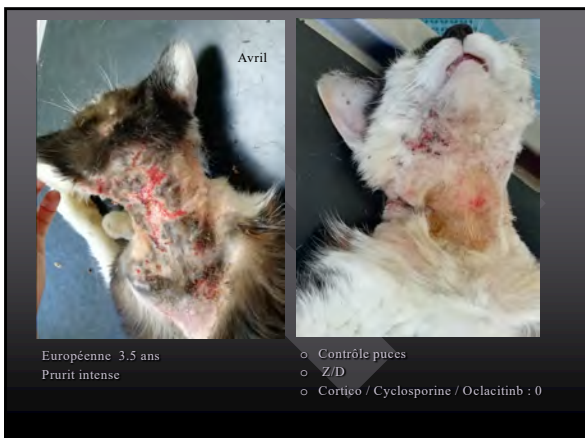 Avril
Européenne 3.5 ans
Prurit intense
Contrôle puces
Z/D
Cortico / Cyclosporine / Oclacitinb : 0